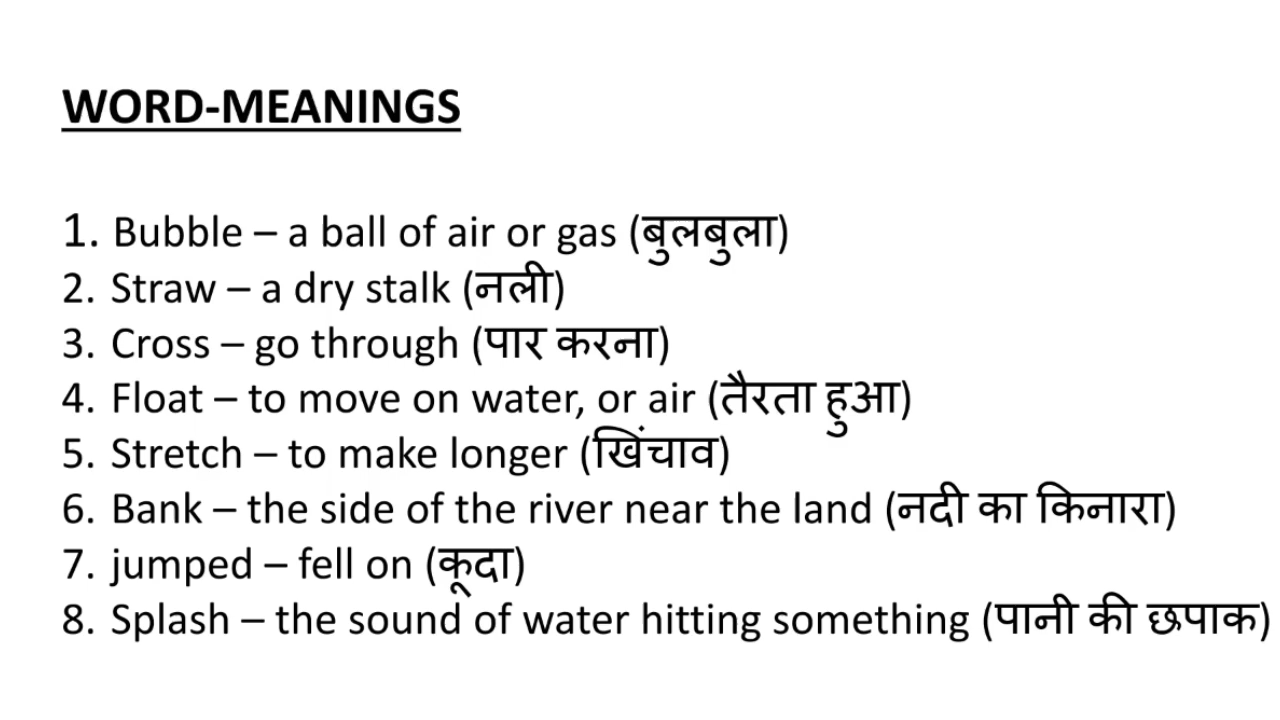 WORD-MEANINGS
1. Bubble – a ball of air or gas (बुलबुला)
2. Straw – a dry stalk (नली)
3. Cross – go through (पार करना)
4. Float – to move on water, or air (तैरता हुआ)
5. Stretch – to make longer (खिंचाव)
6. Bank – the side of the river near the land (नदी का किनारा)
7. jumped – fell on (कूदा)
8. Splash – the sound of water hitting something (पानी की छपाक)